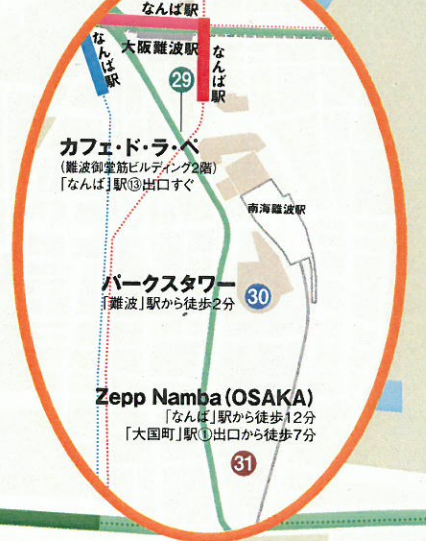 なんば駅
なんば駅
大阪難波駅
なんば駅
29
カフェ・ド・ラ・ペ
(難波御堂筋ビルディング2階)
「なんば」駅⑬出口すぐ
南海難波駅
パークスタワー
「難波」駅から徒歩2分
30
Zepp Namba(OSAKA)
「なんば」駅から徒歩12分
「大国町」駅①出口から徒歩7分
31